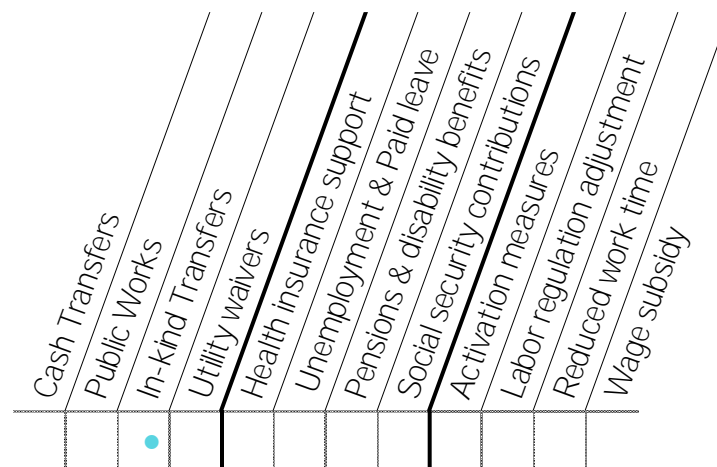 Cash Transfers
Public Works
In-Kind Transfers
Utility waivers
Health insurance support
Unemployment & Paid leave
Pensions & disability benefits
Social security contributions
Activation measures
Labor regulation adjustment
Reduced work time
Wage subsidy